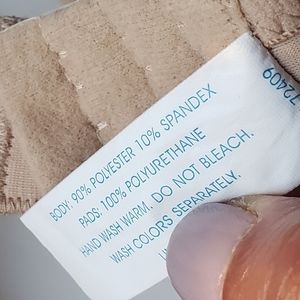 BODY: 90% POLYESTER 10% SPANDEX
PADS: 100% POLYURETHANE
HAND WASH WARM. DO NOT BLEACH.
WASH COLORS SEPARATELY.
72409